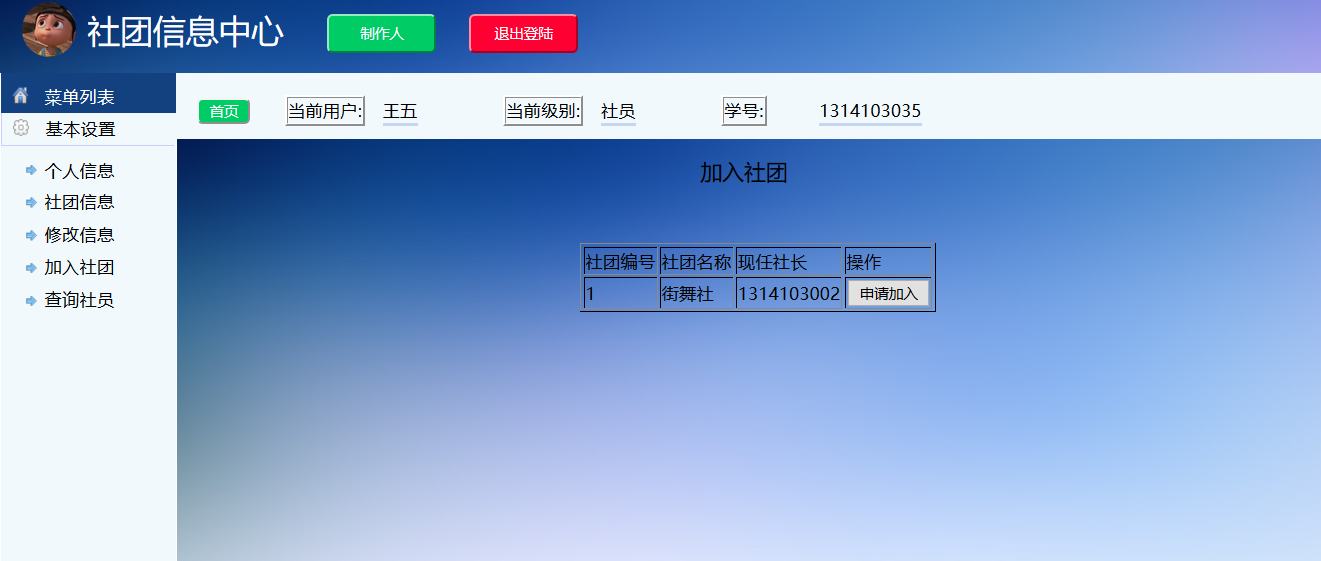 社团信息中心 制作人 退出登陆
菜单列表
首页 当前用户: 王五 当前级别: 社员 学号: 1314103035
基本设置
个人信息
社团信息
修改信息
加入社团
查询社员
加入社团
社团编号 社团名称 现任社长 操作
1 街舞社 1314103002 申请加入